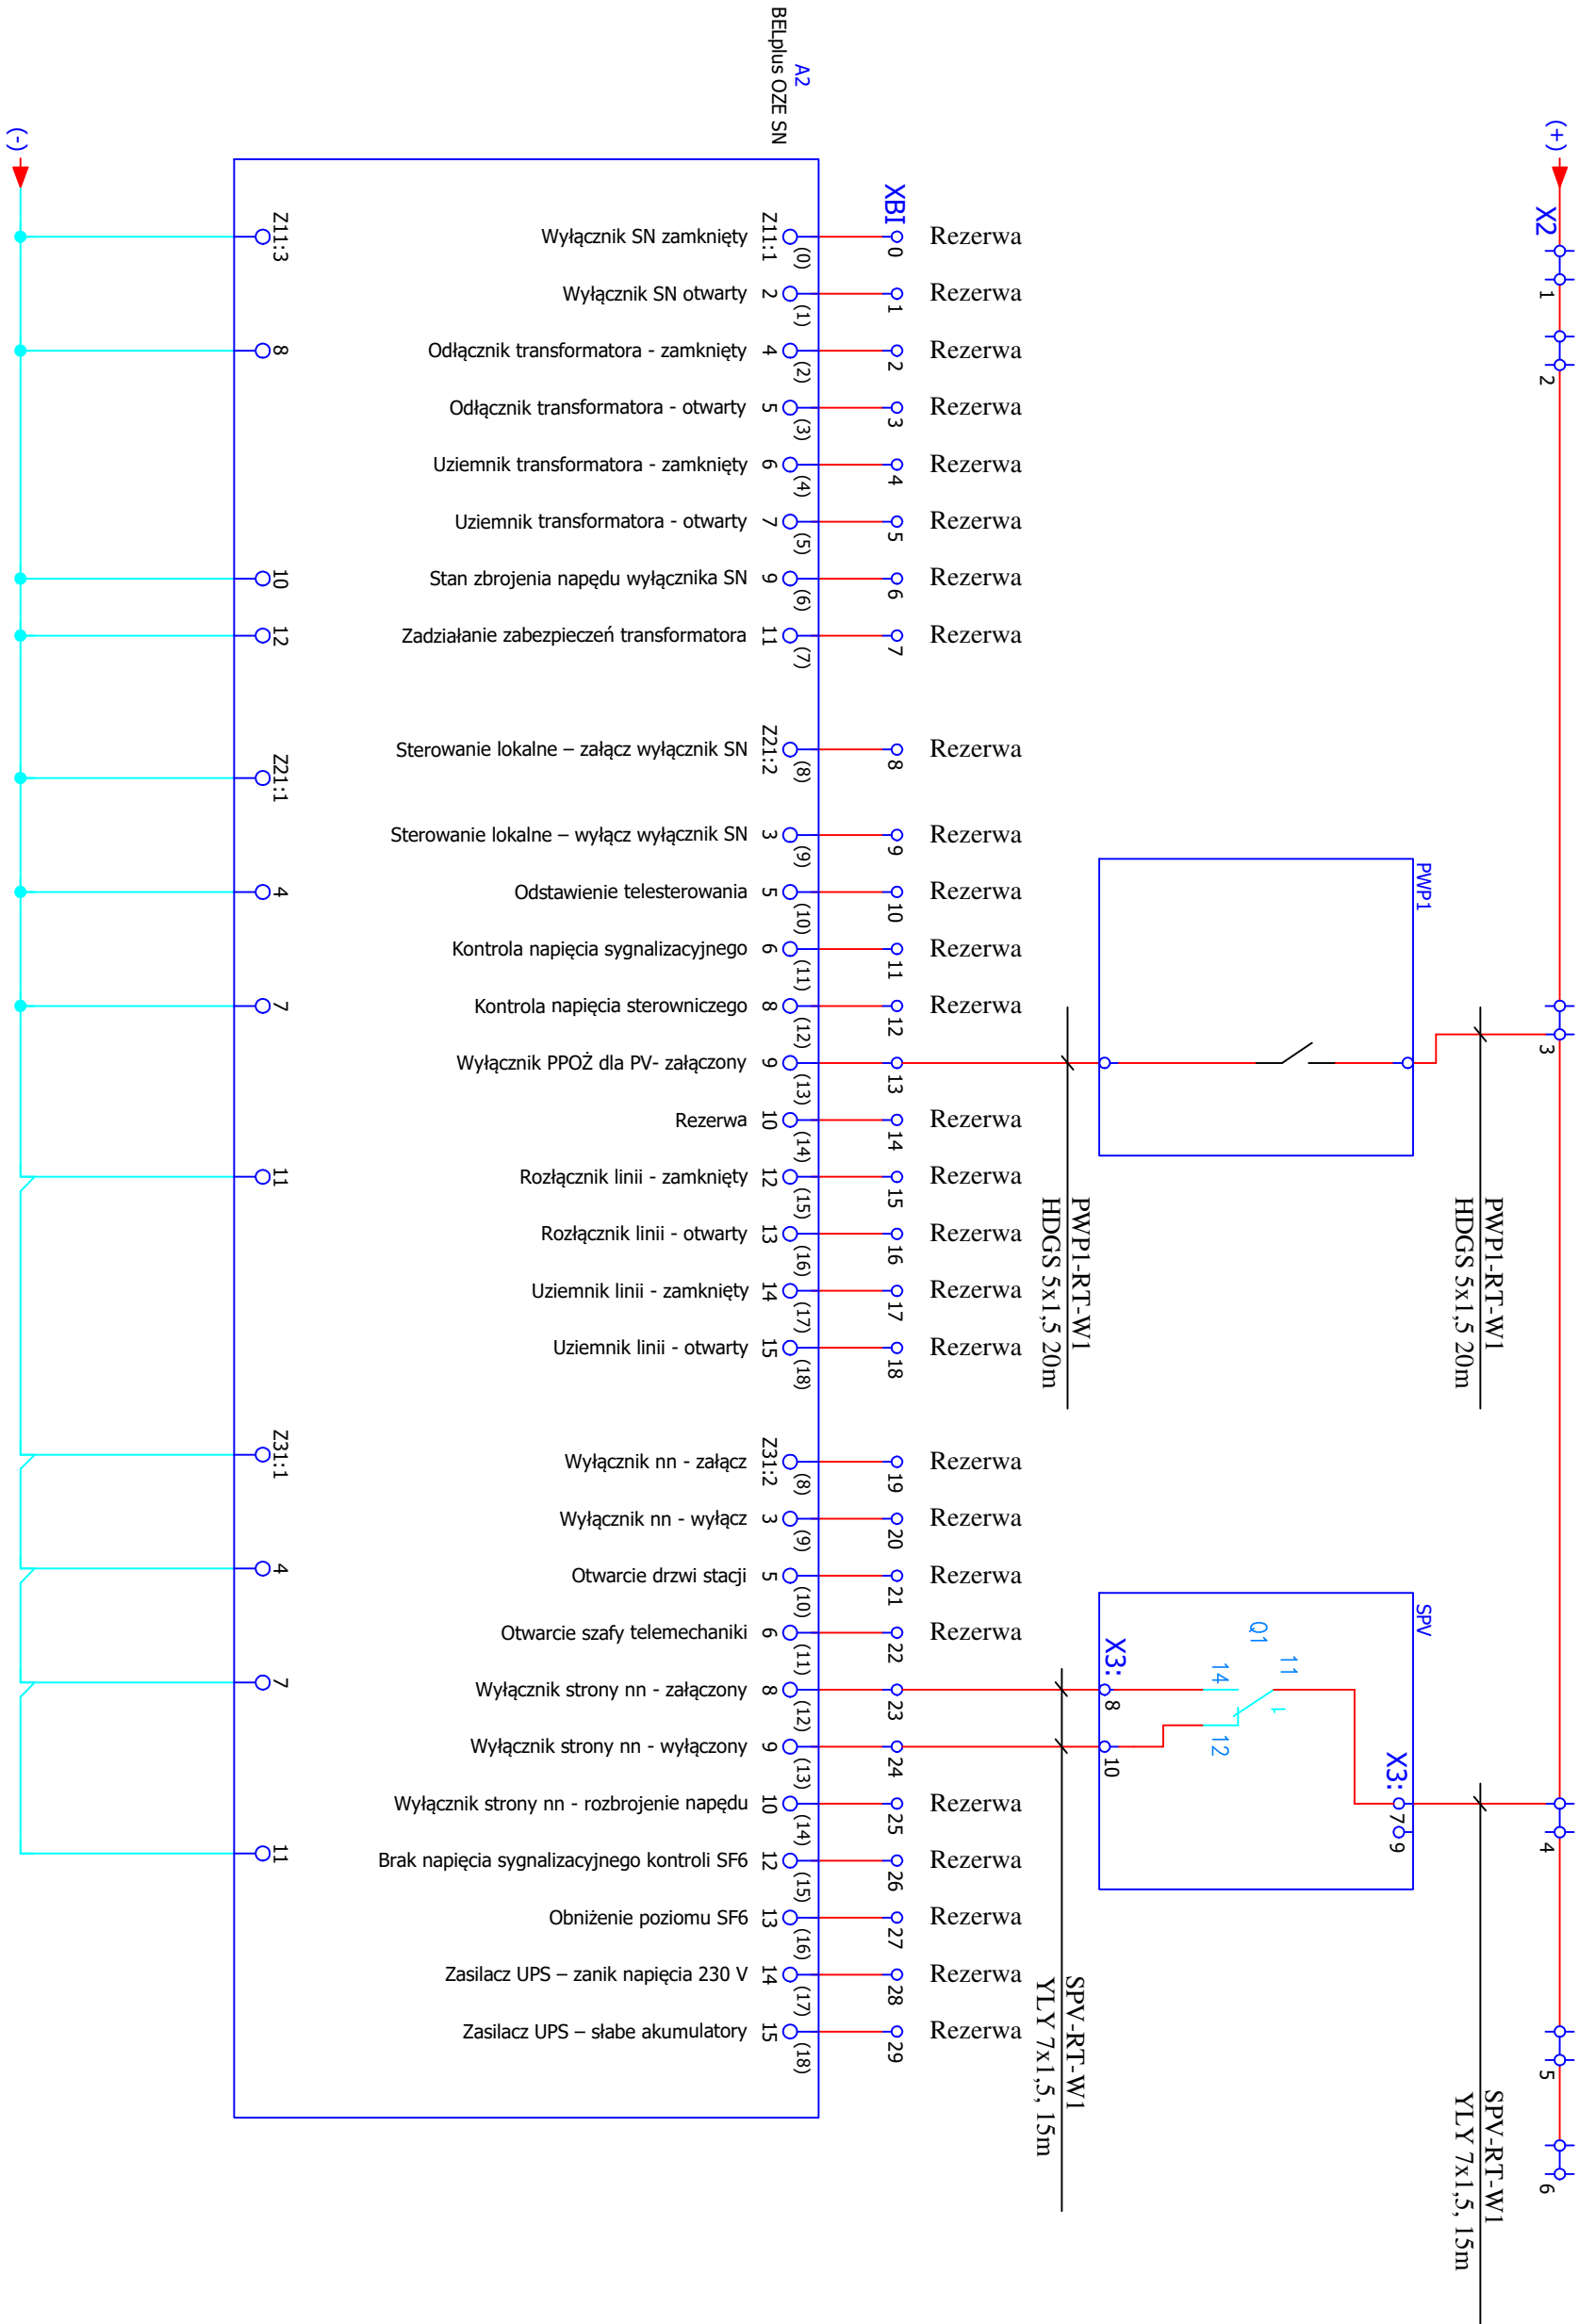 A2
BELplus OZE SN
(-)
(+)
X2
1
2
3
4
5
6
XBI
Z11:3
8
10
12
Z21:1
4
7
11
Z31:1
4
7
11
Wyłącznik SN zamknięty Z11:1 (0) 0 Rezerwa
Wyłącznik SN otwarty 2 (1) 1 Rezerwa
Odłącznik transformatora - zamknięty 4 (2) 2 Rezerwa
Odłącznik transformatora - otwarty 5 (3) 3 Rezerwa
Uziemnik transformatora - zamknięty 6 (4) 4 Rezerwa
Uziemnik transformatora - otwarty 7 (5) 5 Rezerwa
Stan zbrojenia napędu wyłącznika SN 9 (6) 6 Rezerwa
Zadziałanie zabezpieczeń transformatora 11 (7) 7 Rezerwa
Sterowanie lokalne – załącz wyłącznik SN Z21:2 (8) 8 Rezerwa
Sterowanie lokalne – wyłącz wyłącznik SN 3 (9) 9 Rezerwa
Odstawienie telesterowania 5 (10) 10 Rezerwa
Kontrola napięcia sygnalizacyjnego 6 (11) 11 Rezerwa
Kontrola napięcia sterowniczego 8 (12) 12 Rezerwa
Wyłącznik PPOŻ dla PV- załączony 9 (13) 13
Rezerwa 10 (14) 14 Rezerwa
Rozłącznik linii - zamknięty 12 (15) 15 Rezerwa
Rozłącznik linii - otwarty 13 (16) 16 Rezerwa
Uziemnik linii - zamknięty 14 (17) 17 Rezerwa
Uziemnik linii - otwarty 15 (18) 18 Rezerwa
Wyłącznik nn - załącz Z31:2 (8) 19 Rezerwa
Wyłącznik nn - wyłącz 3 (9) 20 Rezerwa
Otwarcie drzwi stacji 5 (10) 21 Rezerwa
Otwarcie szafy telemechaniki 6 (11) 22 Rezerwa
Wyłącznik strony nn - załączony 8 (12) 23
Wyłącznik strony nn - wyłączony 9 (13) 24
Wyłącznik strony nn - rozbrojenie napędu 10 (14) 25 Rezerwa
Brak napięcia sygnalizacyjnego kontroli SF6 12 (15) 26 Rezerwa
Obniżenie poziomu SF6 13 (16) 27 Rezerwa
Zasilacz UPS – zanik napięcia 230 V 14 (17) 28 Rezerwa
Zasilacz UPS – słabe akumulatory 15 (18) 29 Rezerwa
PWP1
PWP1-RT-W1
HDGS 5x1,5 20m
PWP1-RT-W1
HDGS 5x1,5 20m
SPV
Q1
11
14
12
1
X3:
8
10
X3:
7
9
SPV-RT-W1
YLY 7x1,5, 15m
SPV-RT-W1
YLY 7x1,5, 15m